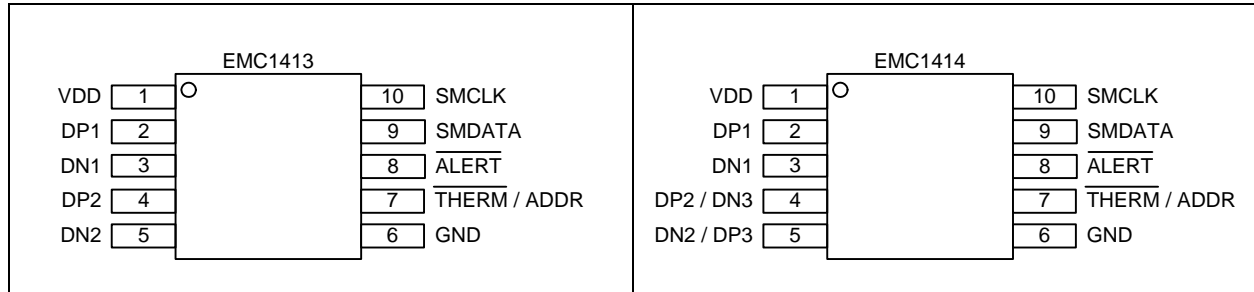 EMC1413
VDD 1 10 SMCLK
DP1 2 9 SMDATA
DN1 3 8 ALERT
DP2 4 7 THERM / ADDR
DN2 5 6 GND
EMC1414
VDD 1 10 SMCLK
DP1 2 9 SMDATA
DN1 3 8 ALERT
DP2 / DN3 4 7 THERM / ADDR
DN2 / DP3 5 6 GND